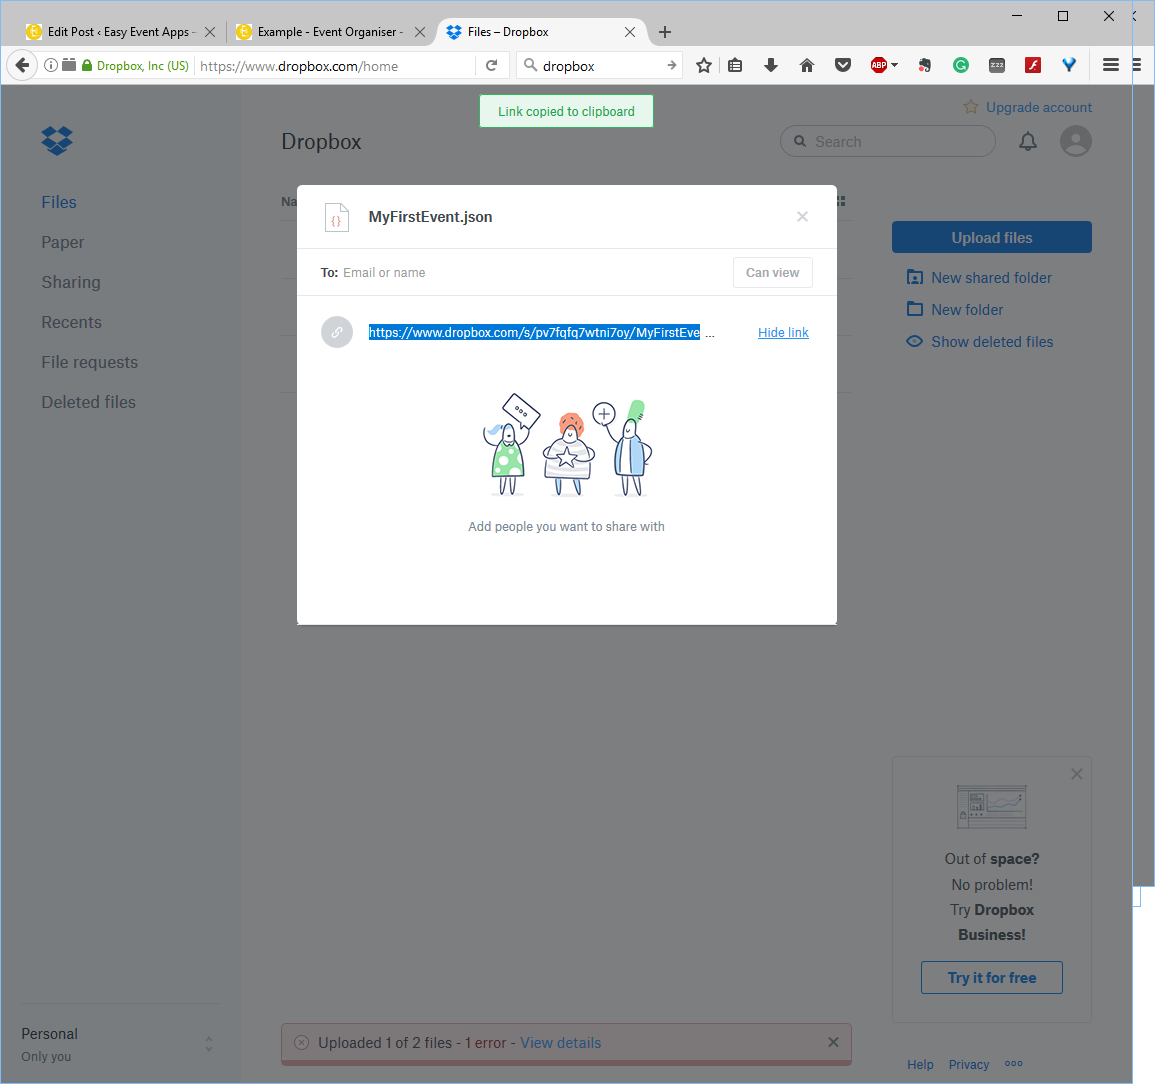 Edit Post ‹ Easy Event Apps -
Example - Event Organiser -
Files – Dropbox
Dropbox, Inc (US)
https://www.dropbox.com/home
dropbox
ABP
zzz
Link copied to clipboard
Upgrade account
Dropbox
Search
Files
Na
MyFirstEvent.json
Upload files
Paper
To: Email or name
Can view
New shared folder
Sharing
New folder
Recents
https://www.dropbox.com/s/pv7fqfq7wtni7oy/MyFirstEve ...
Hide link
Show deleted files
File requests
Deleted files
Add people you want to share with
Out of space?
No problem!
Try Dropbox
Business!
Try it for free
Personal
Only you
Uploaded 1 of 2 files - 1 error - View details
Help
Privacy